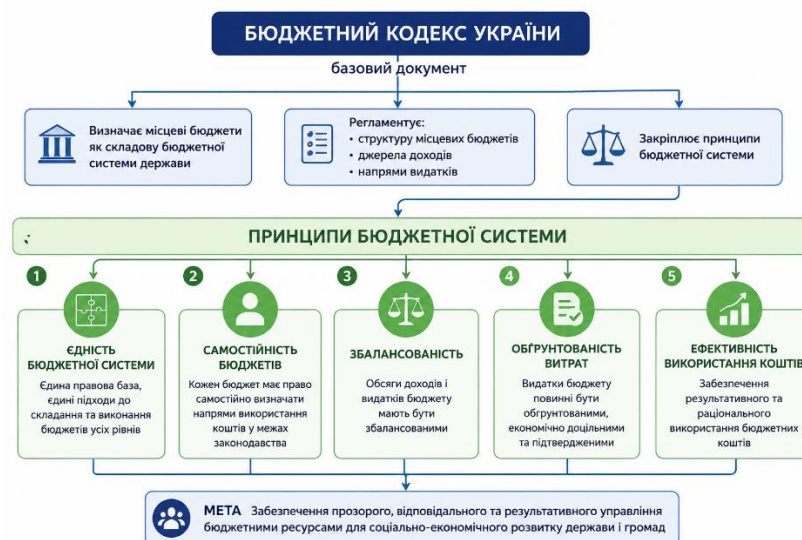 БЮДЖЕТНИЙ КОДЕКС УКРАЇНИ
базовий документ
Визначає місцеві бюджети
як складову бюджетної
системи держави
Регламентує:
• структуру місцевих бюджетів
• джерела доходів
• напрями видатків
Закріплює принципи
бюджетної системи
ПРИНЦИПИ БЮДЖЕТНОЇ СИСТЕМИ
1
ЄДНІСТЬ
БЮДЖЕТНОЇ СИСТЕМИ
Єдина правова база,
єдині підходи до
складання та виконання
бюджетів усіх рівнів
2
САМОСТІЙНІСТЬ
БЮДЖЕТІВ
Кожен бюджет має право
самостійно визначати
напрями використання
коштів у межах
законодавства
3
ЗБАЛАНСОВАНІСТЬ
Обсяги доходів і
видатків бюджету
мають бути
збалансованими
4
ОБҐРУНТОВАНІСТЬ
ВИТРАТ
Видатки бюджету
повинні бути
обґрунтованими,
економічно доцільними
та підтвердженими
5
ЕФЕКТИВНІСТЬ
ВИКОРИСТАННЯ КОШТІВ
Забезпечення
результативного та
раціонального
використання бюджетних
коштів
МЕТА Забезпечення прозорого, відповідального та результативного управління
бюджетними ресурсами для соціально-економічного розвитку держави і громад